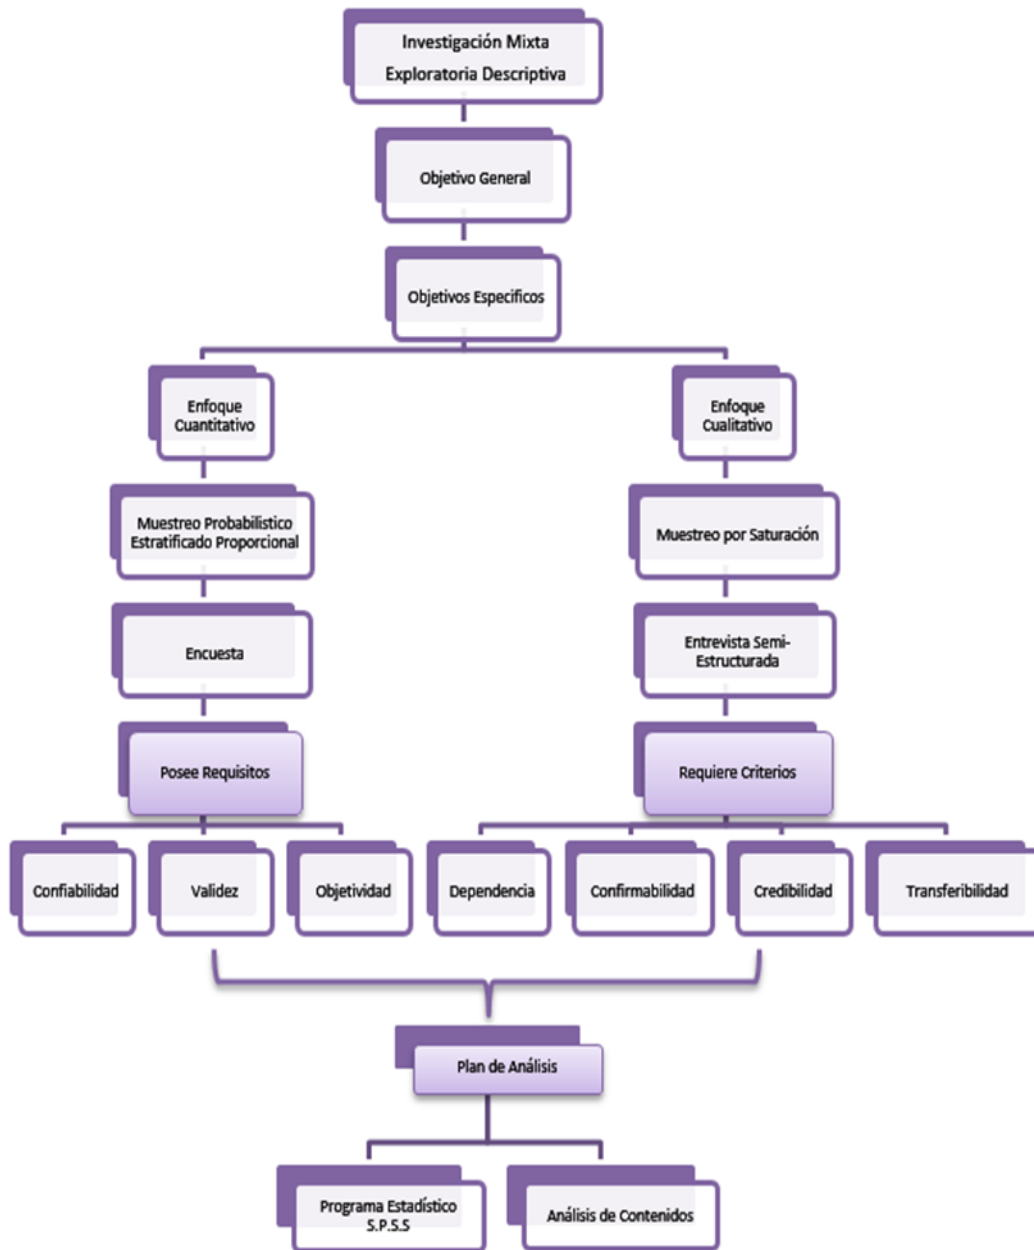 Investigación Mixta
Exploratoria Descriptiva
Objetivo General
Objetivos Especificos
Enfoque
Cuantitativo
Enfoque
Cualitativo
Muestreo Probabilistico
Estratificado Proporcional
Muestreo por Saturación
Encuesta
Entrevista Semi-
Estructurada
Posee Requisitos
Requiere Criterios
Confiabilidad
Validez
Objetividad
Dependencia
Confirmabilidad
Credibilidad
Transferibilidad
Plan de Análisis
Programa Estadístico
S.P.S.S
Análisis de Contenidos